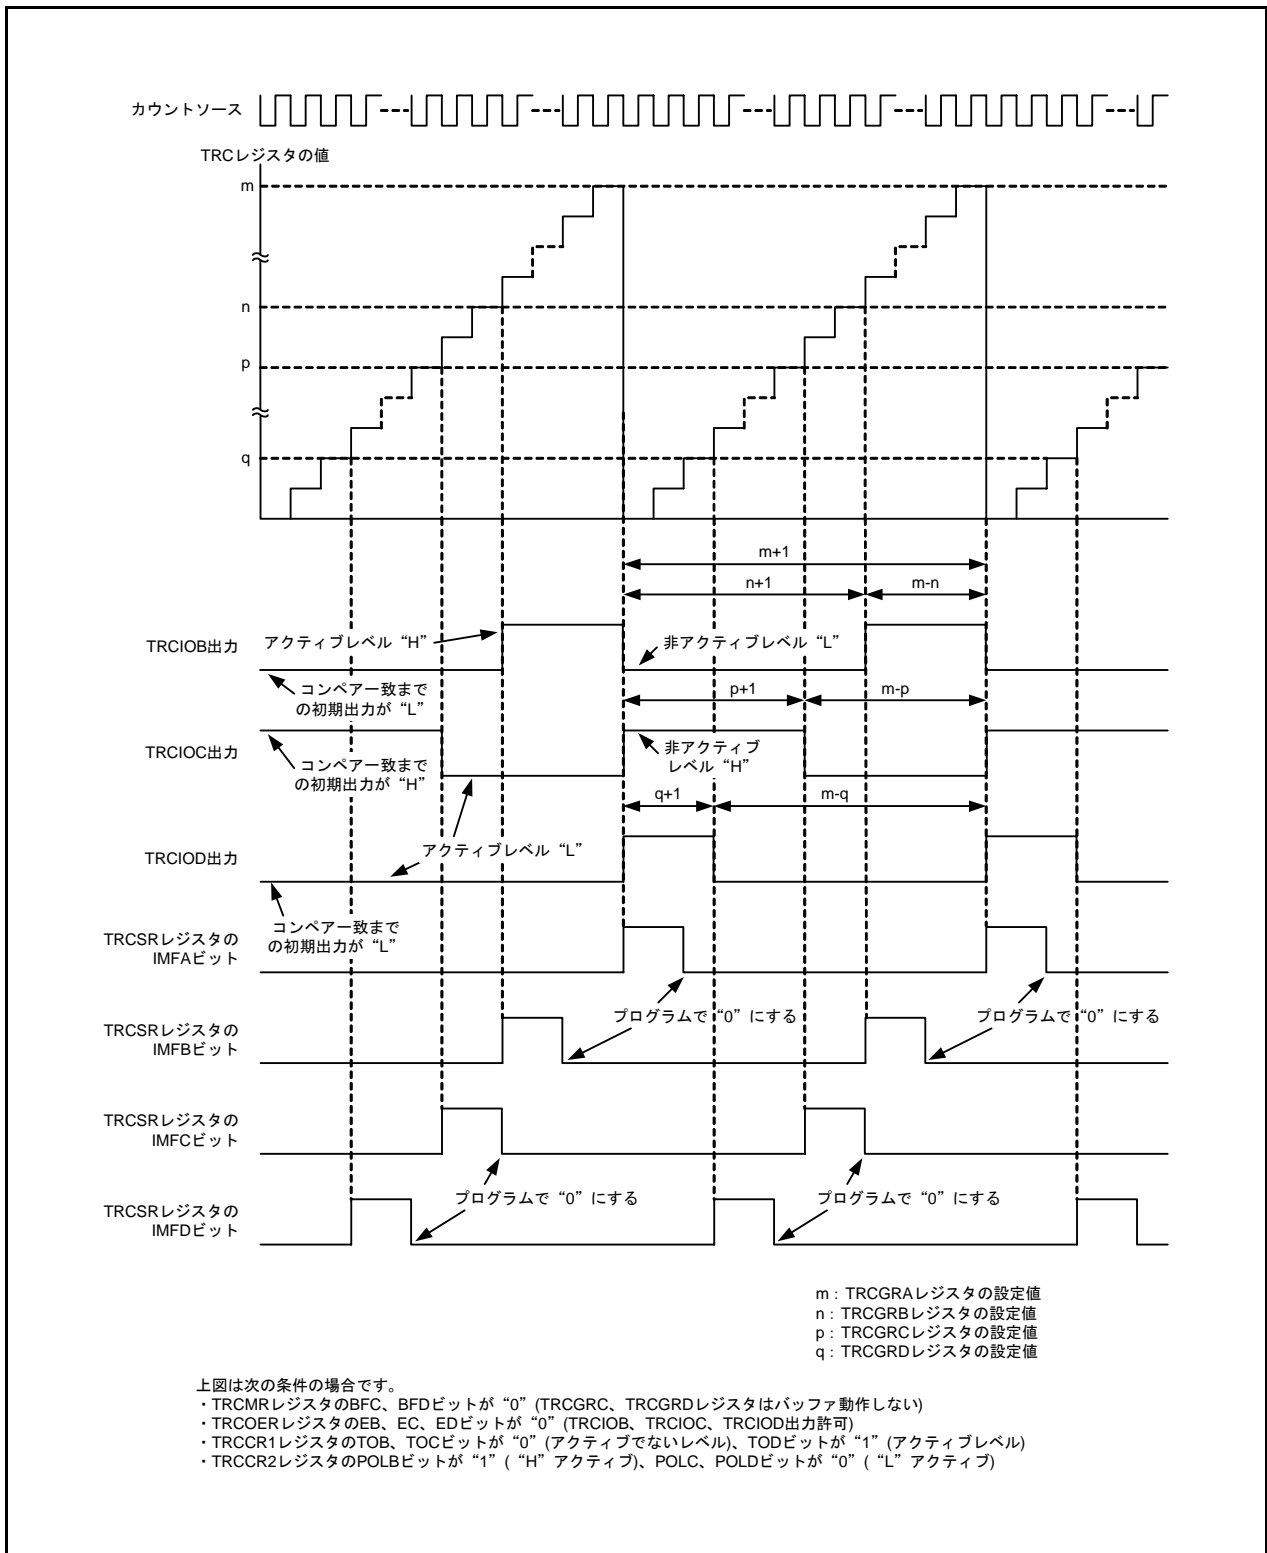 カウントソース
TRCレジスタの値
m
n
p
q
m+1
n+1
m-n
TRCIOB出力
アクティブレベル“H”
非アクティブレベル“L”
コンペア一致まで
の初期出力が“L”
p+1
m-p
TRCIOC出力
非アクティブ
レベル“H”
コンペア一致まで
の初期出力が“H”
q+1
m-q
TRCIOD出力
アクティブレベル“L”
コンペア一致まで
の初期出力が“L”
TRCSRレジスタの
IMFAビット
プログラムで“0”にする
プログラムで“0”にする
TRCSRレジスタの
IMFBビット
TRCSRレジスタの
IMFCビット
プログラムで“0”にする
プログラムで“0”にする
TRCSRレジスタの
IMFDビット
m：TRCGRAレジスタの設定値
n：TRCGRBレジスタの設定値
p：TRCGRCレジスタの設定値
q：TRCGRDレジスタの設定値
上図は次の条件の場合です。
・TRCMRレジスタのBFC、BFDビットが“0”(TRCGRC、TRCGRDレジスタはバッファ動作しない)
・TRCOERレジスタのEB、EC、EDビットが“0”(TRCIOB、TRCIOC、TRCIOD出力許可)
・TRCCR1レジスタのTOB、TOCビットが“0”(アクティブでないレベル)、TODビットが“1”(アクティブレベル)
・TRCCR2レジスタのPOLBビットが“1”(“H”アクティブ)、POLC、POLDビットが“0”(“L”アクティブ)